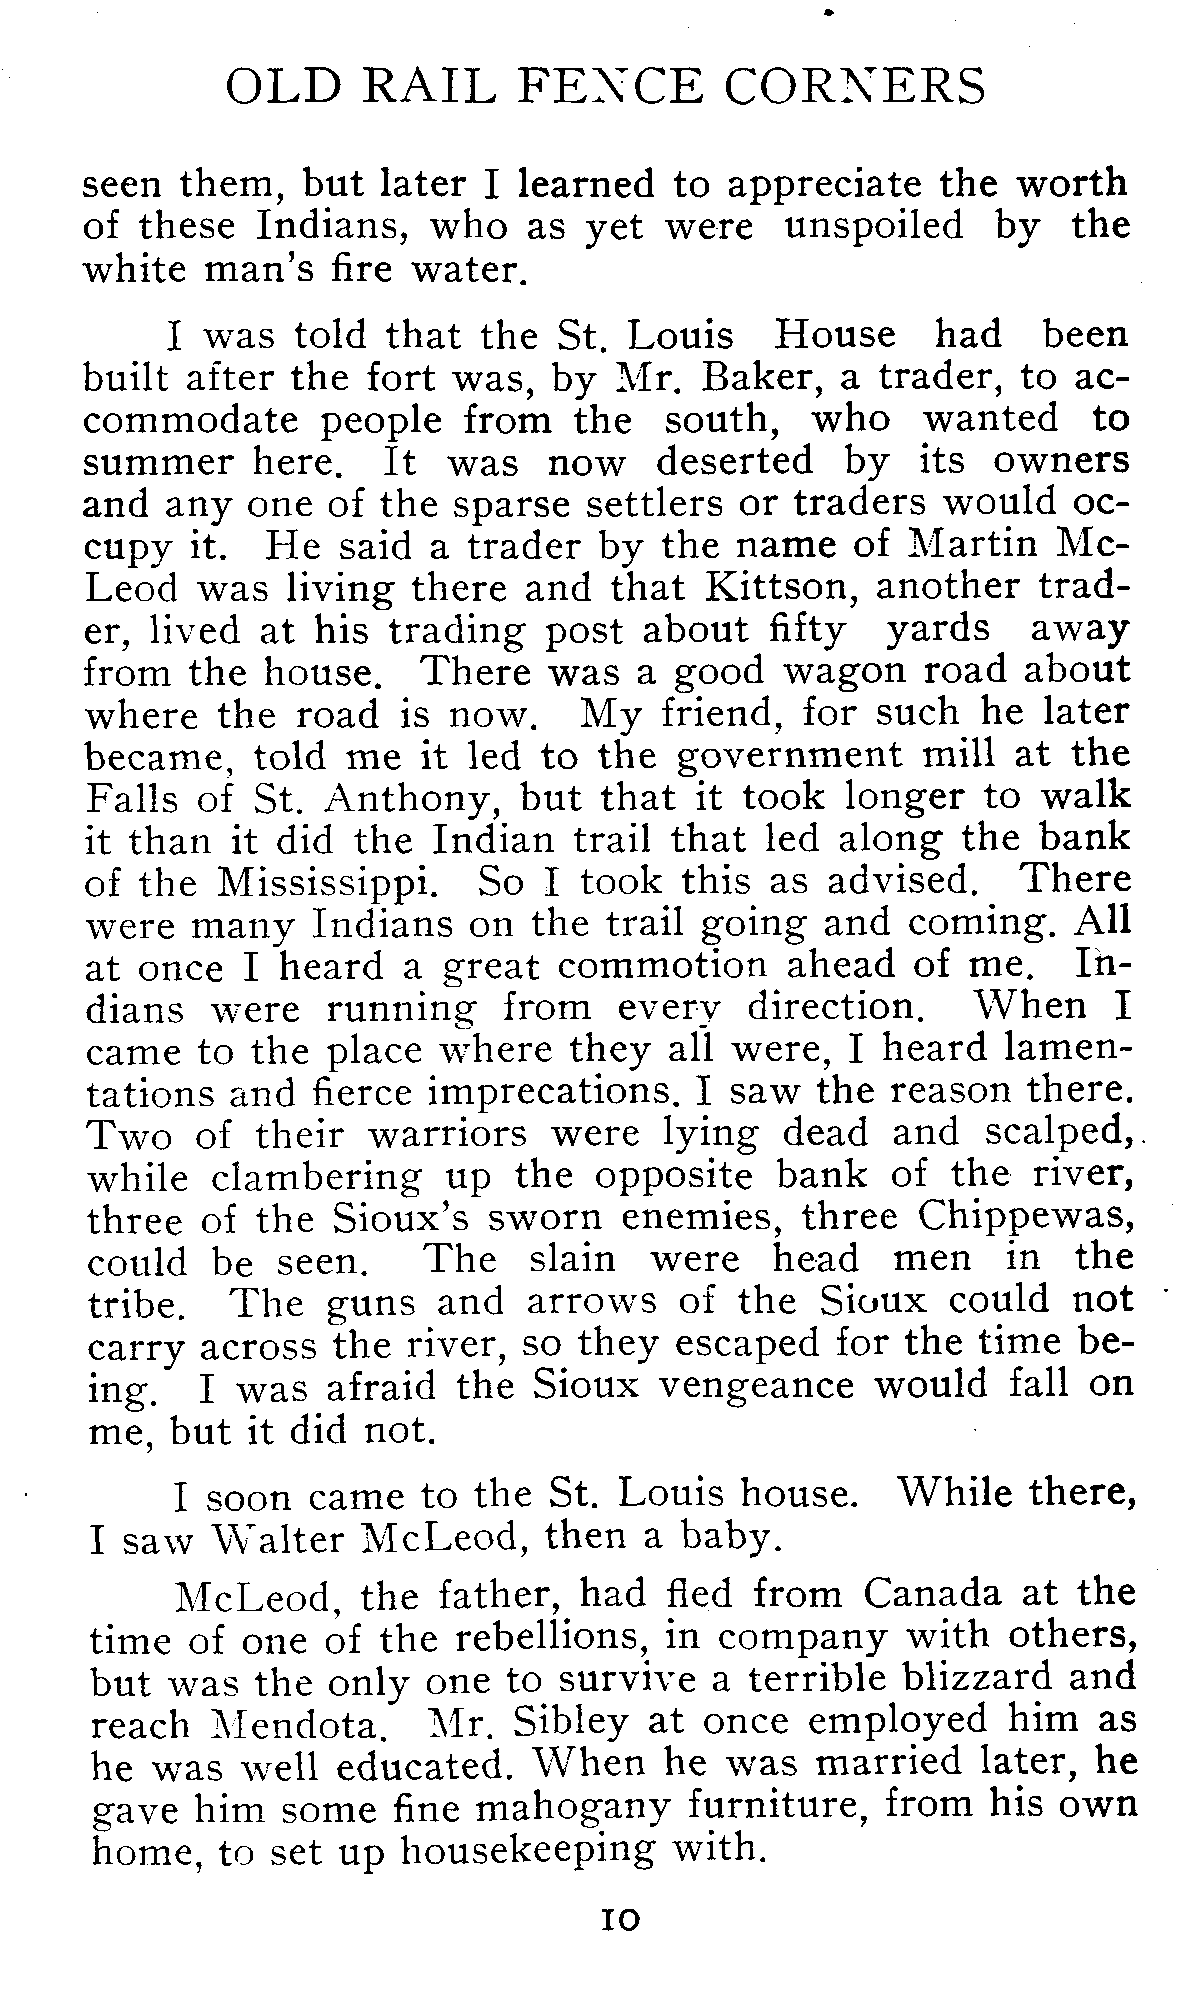 OLD RAIL FENCE CORNERS
seen them, but later I learned to appreciate the worth
of these Indians, who as yet were unspoiled by the
white man's fire water.
I was told that the St. Louis House had been
built after the fort was, by Mr. Baker, a trader, to ac-
commodate people from the south, who wanted to
summer here. It was now deserted by its owners
and any one of the sparse settlers or traders would oc-
cupy it. He said a trader by the name of Martin Mc-
Leod was living there and that Kittson, another trad-
er, lived at his trading post about fifty yards away
from the house. There was a good wagon road about
where the road is now. My friend, for such he later
became, told me it led to the government mill at the
Falls of St. Anthony, but that it took longer to walk
it than it did the Indian trail that led along the bank
of the Mississippi. So I took this as advised. There
were many Indians on the trail going and coming. All
at once I heard a great commotion ahead of me. In-
dians were running from every direction. When I
came to the place where they all were, I heard lamen-
tations and fierce imprecations. I saw the reason there.
Two of their warriors were lying dead and scalped,
while clambering up the opposite bank of the river,
three of the Sioux's sworn enemies, three Chippewas,
could be seen. The slain were head men in the
tribe. The guns and arrows of the Sioux could not
carry across the river, so they escaped for the time be-
ing. I was afraid the Sioux vengeance would fall on
me, but it did not.
I soon came to the St. Louis house. While there,
I saw Walter McLeod, then a baby.
McLeod, the father, had fled from Canada at the
time of one of the rebellions, in company with others,
but was the only one to survive a terrible blizzard and
reach Mendota. Mr. Sibley at once employed him as
he was well educated. When he was married later, he
gave him some fine mahogany furniture, from his own
home, to set up housekeeping with.
10